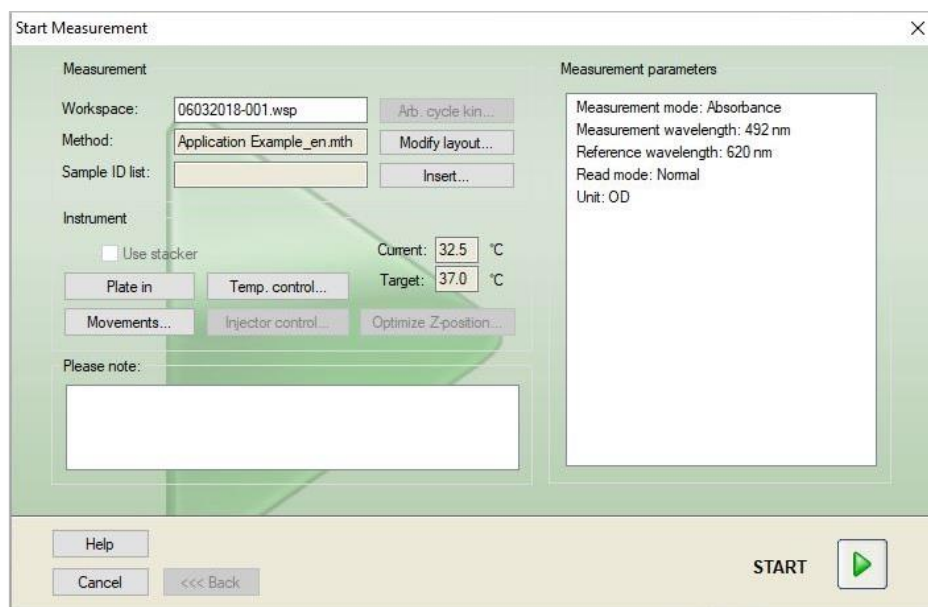 Start Measurement
Measurement
Workspace: 06032018-001.wsp Arb. cycle kin...
Method: Application Example_en.mth Modify layout...
Sample ID list: Insert...
Instrument
Use stacker
Current: 32.5 °C
Plate in Temp. control... Target: 37.0 °C
Movements... Injector control... Optimize Z-position...
Please note:
Measurement parameters
Measurement mode: Absorbance
Measurement wavelength: 492 nm
Reference wavelength: 620 nm
Read mode: Normal
Unit: OD
Help
Cancel <<< Back
START